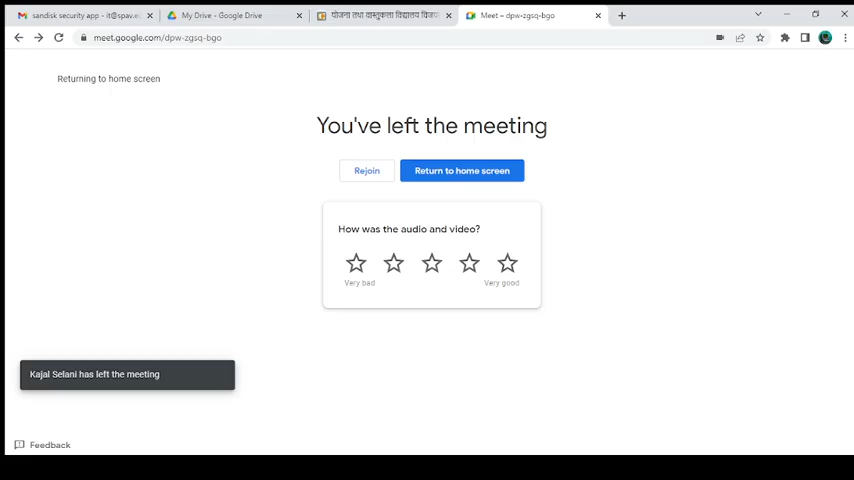 sandisk security app - it@spav.e
My Drive - Google Drive
योजना तथा वास्तुकला विद्यालय विजय
Meet – dpw-zgsq-bgo
meet.google.com/dpw-zgsq-bgo
Returning to home screen
You've left the meeting
Rejoin
Return to home screen
How was the audio and video?
Very bad
Very good
Kajal Selani has left the meeting
Feedback